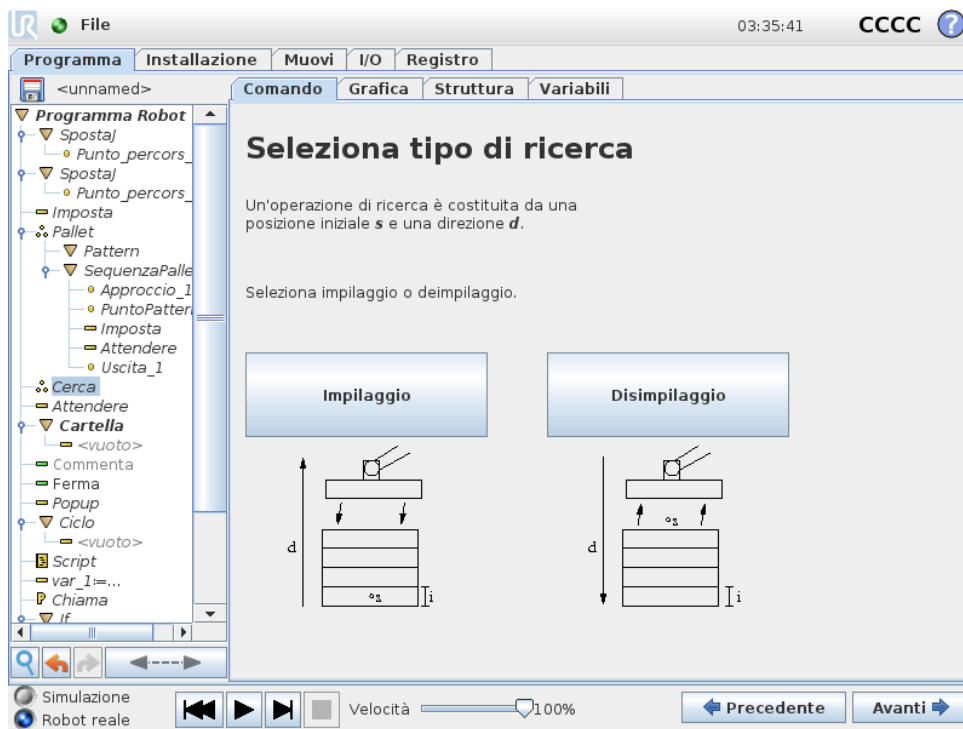 UR File 03:35:41 CCCC ?
Programma Installazione Muovi I/O Registro
<unnamed>
Comando Grafica Struttura Variabili
Programma Robot
SpostaJ
Punto_percors_
SpostaJ
Punto_percors_
Imposta
Pallet
Pattern
SequenzaPalle
Approccio_1
PuntoPatter
Imposta
Attendere
Uscita_1
Cerca
Attendere
Cartella
<vuoto>
Commenta
Ferma
Popup
Ciclo
<vuoto>
Script
var_1:=...
Chiama
If
Seleziona tipo di ricerca
Un'operazione di ricerca è costituita da una
posizione iniziale s e una direzione d.
Seleziona impilaggio o deimpilaggio.
Impilaggio
d
s
i
Disimpilaggio
s
d
i
Simulazione
Robot reale
Velocità 100%
Precedente Avanti